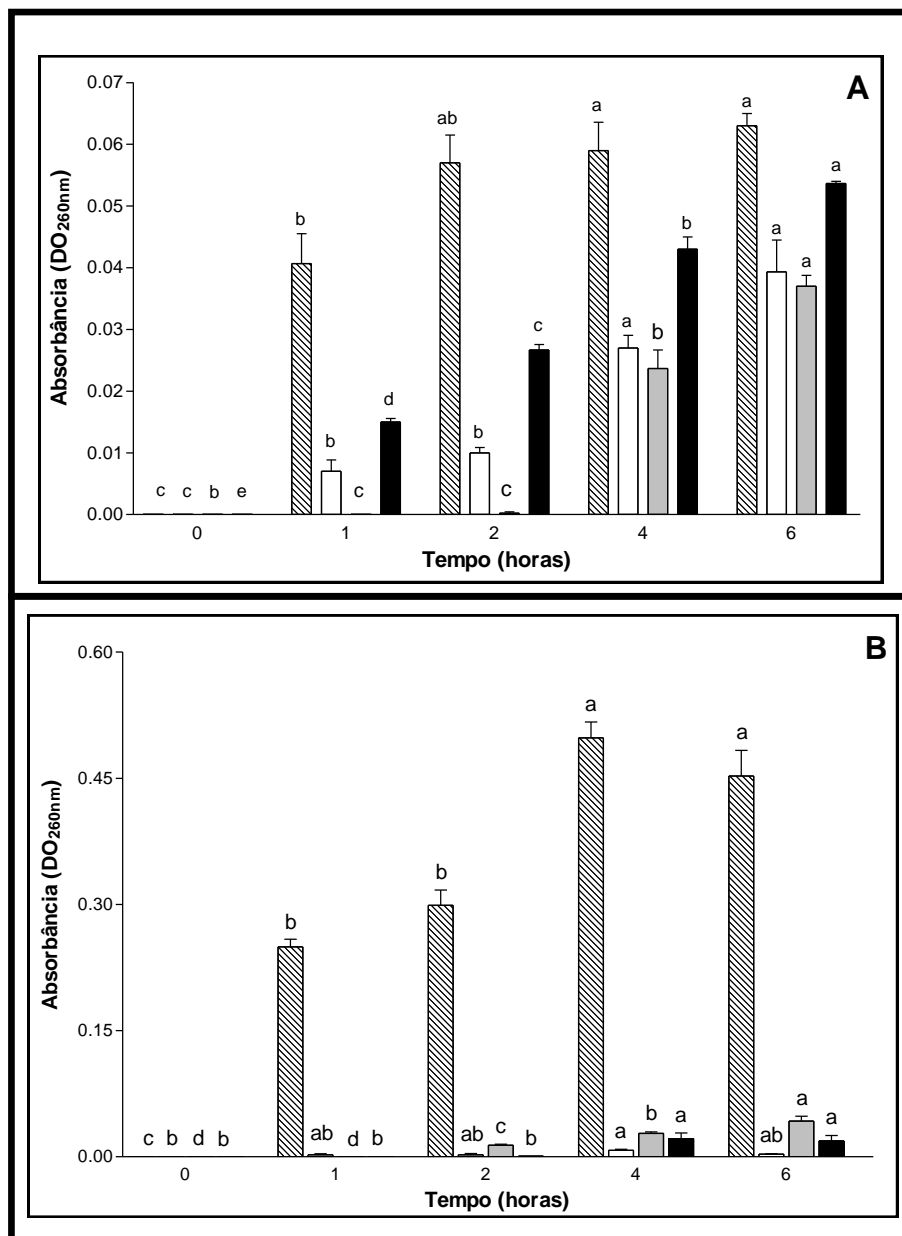 A
Absorbância (DO260nm)
0.07
0.06
0.05
0.04
0.03
0.02
0.01
0.00
c c c b e
b b c d
ab b c c
a a b b
a a a a
0 1 2 4 6
Tempo (horas)
B
Absorbância (DO260nm)
0.60
0.45
0.30
0.15
0.00
c b d b
b ab d b
b ab c b
a a b a
a ab a a
0 1 2 4 6
Tempo (horas)